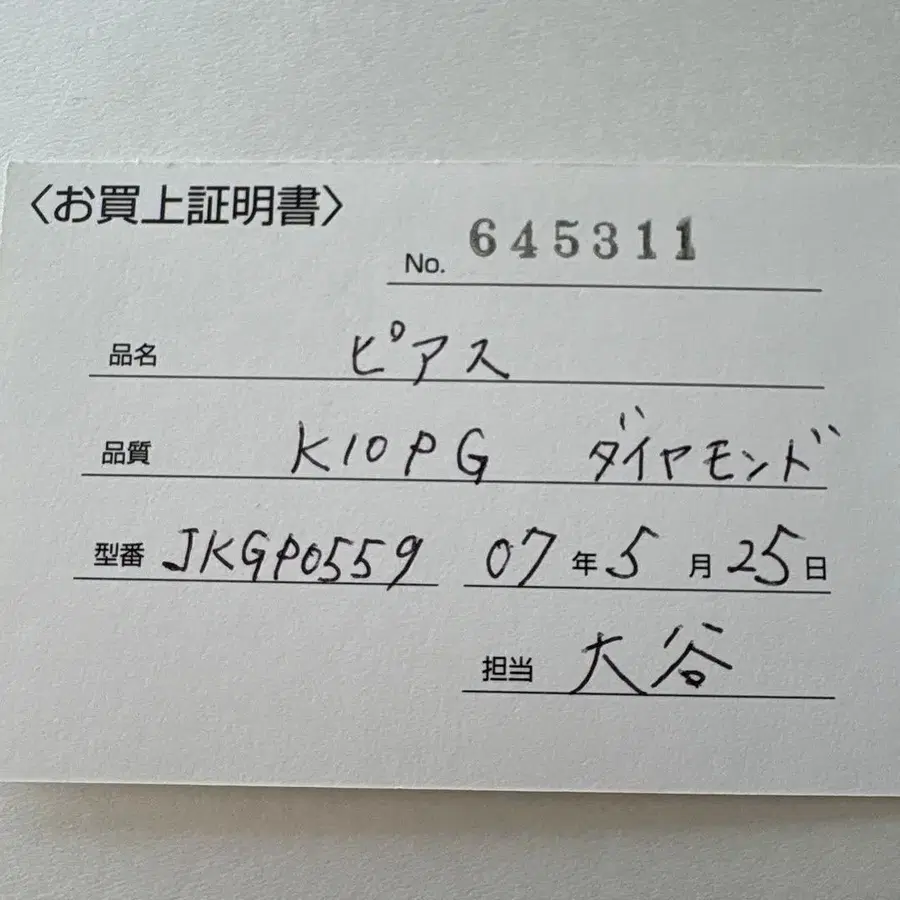 〈お買上証明書〉
No. 645311
品名 ピアス
品質 K10PG ダイヤモンド
型番 JKGP0559 07年5月25日
担当 大谷